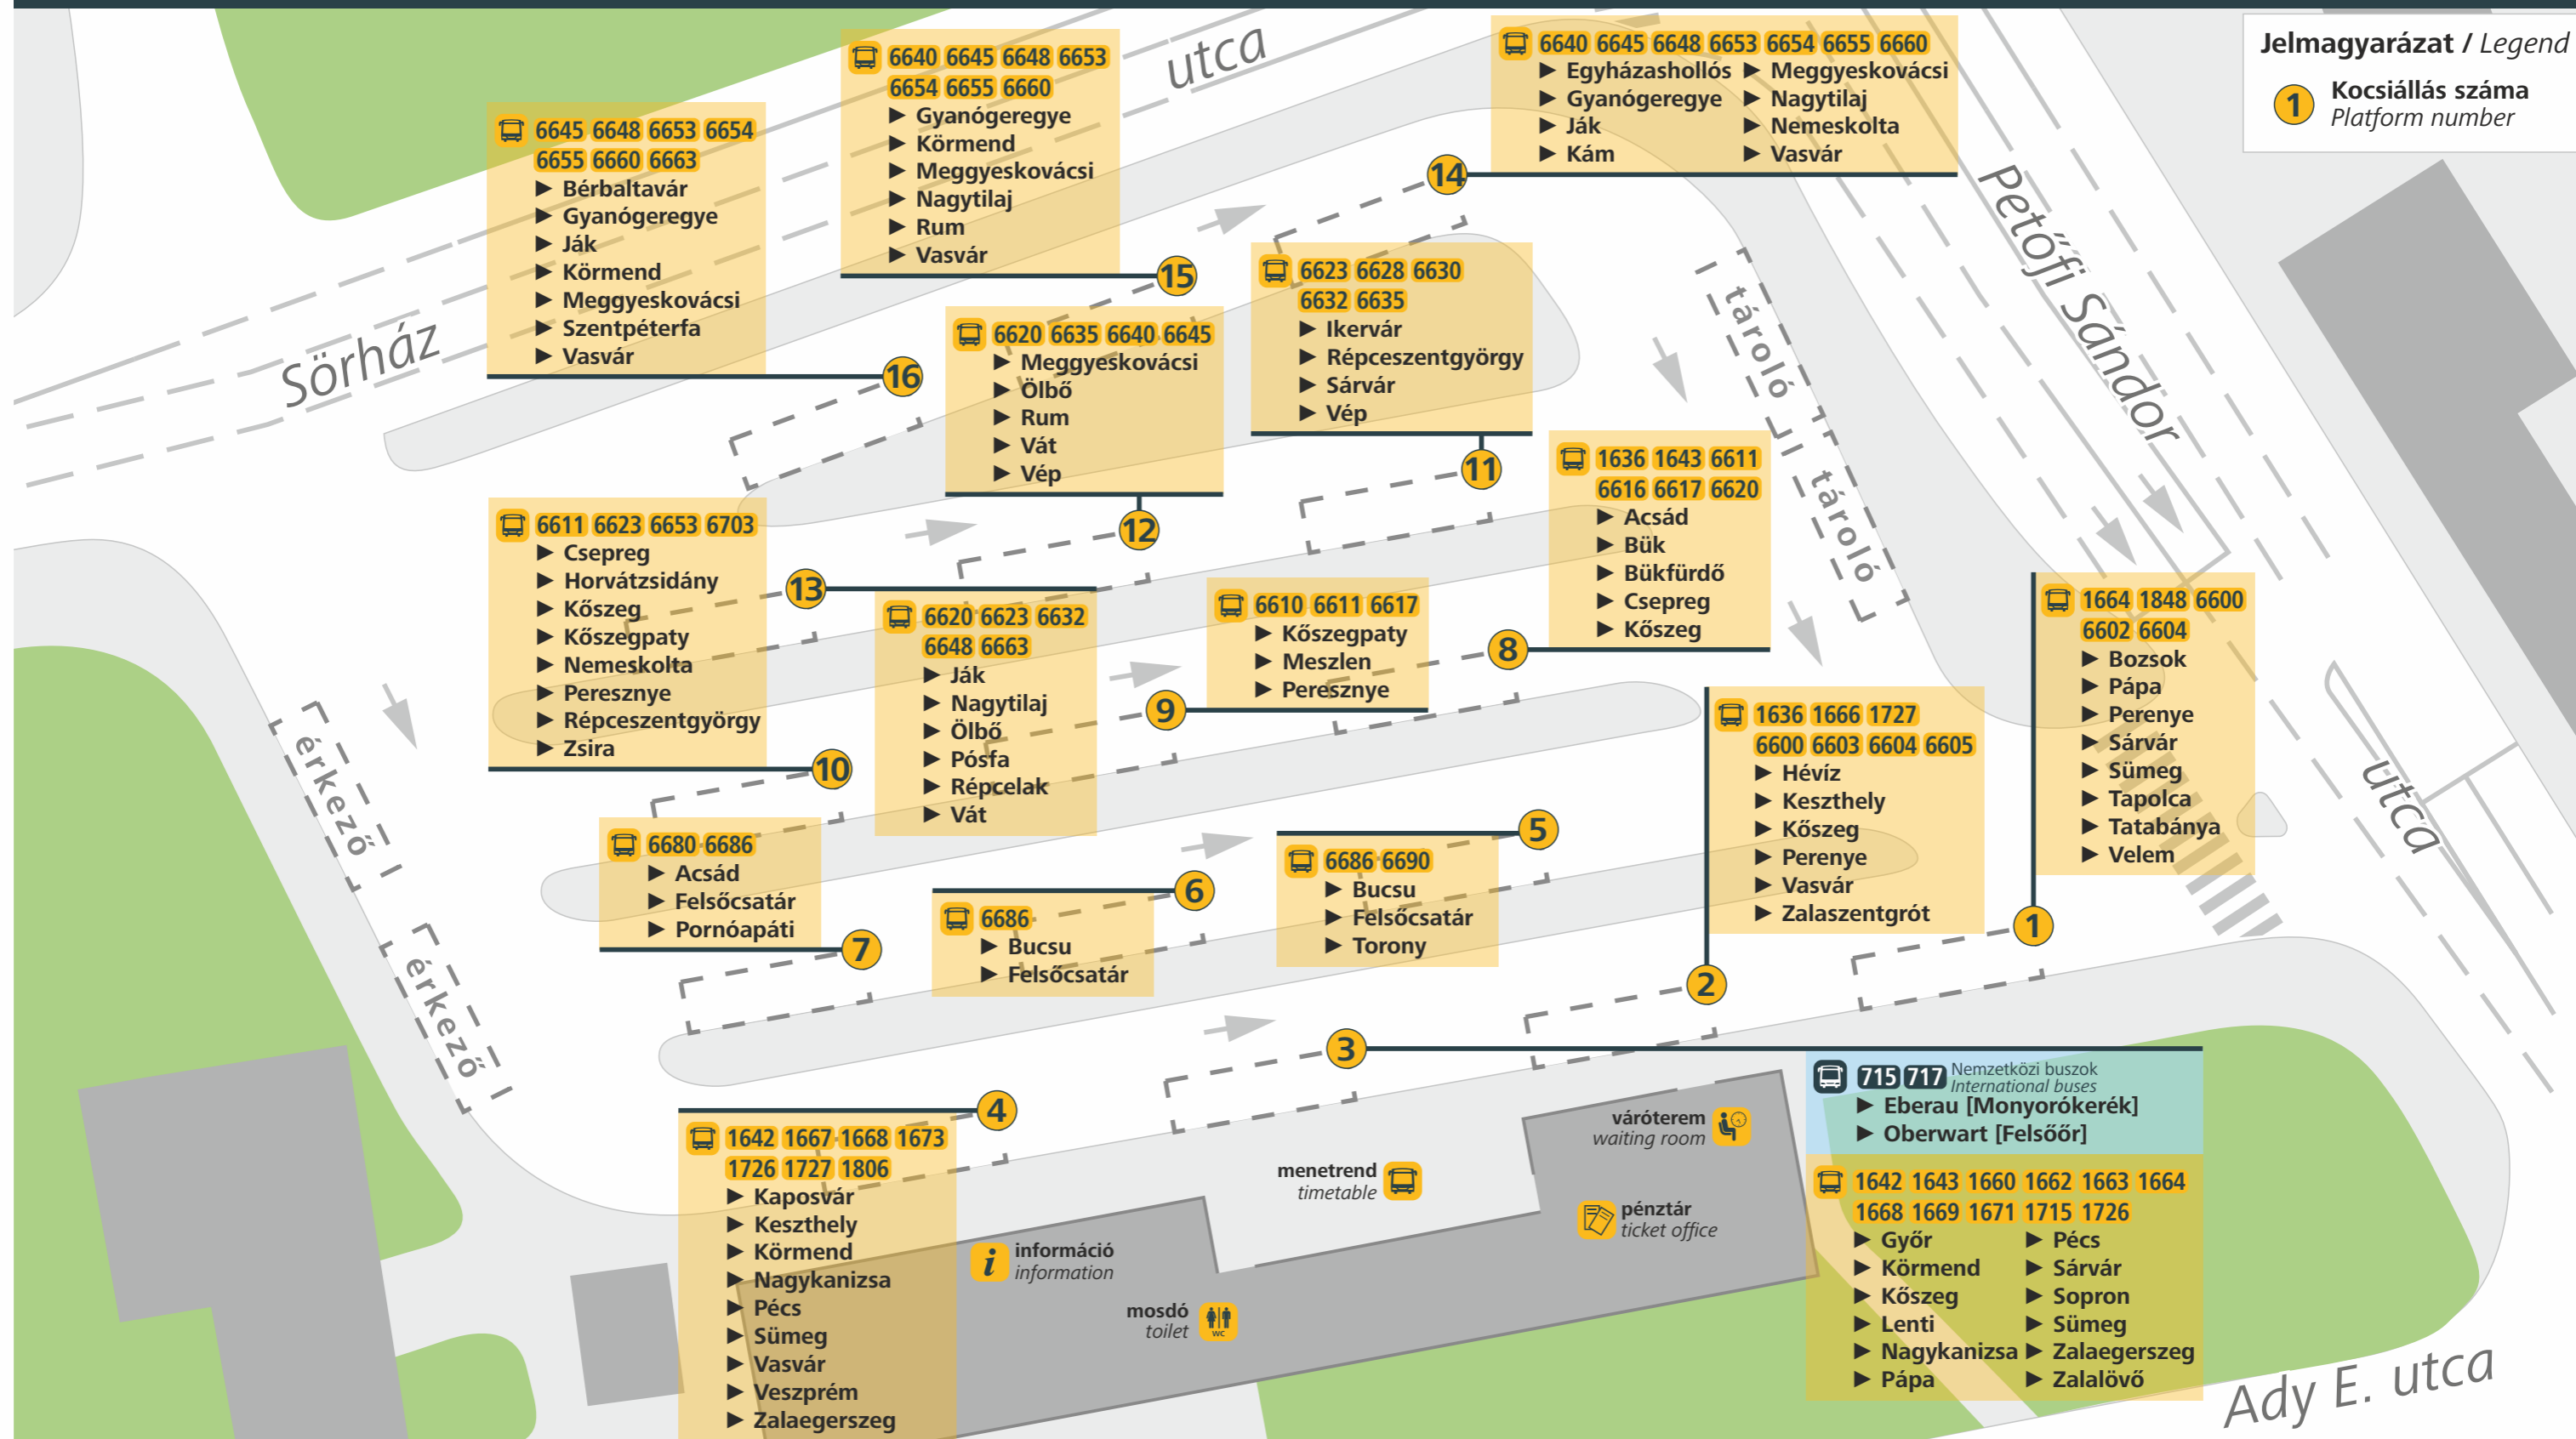 utca
Sörház
Petőfi Sándor
utca
Ady E. utca
Jelmagyarázat / Legend
1 Kocsiállás száma
Platform number
6645 6648 6653 6654
6655 6660 6663
► Bérbaltavár
► Gyanógeregye
► Ják
► Körmend
► Meggyeskovácsi
► Szentpéterfa
► Vasvár
16
6640 6645 6648 6653
6654 6655 6660
► Gyanógeregye
► Körmend
► Meggyeskovácsi
► Nagytilaj
► Rum
► Vasvár
15
6640 6645 6648 6653 6654 6655 6660
► Egyházashollós ► Meggyeskovácsi
► Gyanógeregye ► Nagytilaj
► Ják ► Nemeskolta
► Kám ► Vasvár
14
6620 6635 6640 6645
► Meggyeskovácsi
► Ölbő
► Rum
► Vát
► Vép
12
6623 6628 6630
6632 6635
► Ikervár
► Répceszentgyörgy
► Sárvár
► Vép
11
tároló
tároló
6611 6623 6653 6703
► Csepreg
► Horvátzsidány
► Kőszeg
► Kőszegpaty
► Nemeskolta
► Peresznye
► Répceszentgyörgy
► Zsira
10
13
6620 6623 6632
6648 6663
► Ják
► Nagytilaj
► Ölbő
► Pósfa
► Répcelak
► Vát
6610 6611 6617
► Kőszegpaty
► Meszlen
► Peresznye
9
1636 1643 6611
6616 6617 6620
► Acsád
► Bük
► Bükfürdő
► Csepreg
► Kőszeg
8
1664 1848 6600
6602 6604
► Bozsok
► Pápa
► Perenye
► Sárvár
► Sümeg
► Tapolca
► Tatabánya
► Velem
1
1636 1666 1727
6600 6603 6604 6605
► Hévíz
► Keszthely
► Kőszeg
► Perenye
► Vasvár
► Zalaszentgrót
2
érkező
érkező
6680 6686
► Acsád
► Felsőcsatár
► Pornóapáti
7
6
6686
► Bucsu
► Felsőcsatár
5
6686 6690
► Bucsu
► Felsőcsatár
► Torony
3
715 717 Nemzetközi buszok
International buses
► Eberau [Monyorókerék]
► Oberwart [Felsőőr]
1642 1643 1660 1662 1663 1664
1668 1669 1671 1715 1726
► Győr ► Pécs
► Körmend ► Sárvár
► Kőszeg ► Sopron
► Lenti ► Sümeg
► Nagykanizsa ► Zalaegerszeg
► Pápa ► Zalalövő
4
1642 1667 1668 1673
1726 1727 1806
► Kaposvár
► Keszthely
► Körmend
► Nagykanizsa
► Pécs
► Sümeg
► Vasvár
► Veszprém
► Zalaegerszeg
váróterem
waiting room
menetrend
timetable
pénztár
ticket office
i információ
information
mosdó
toilet
WC